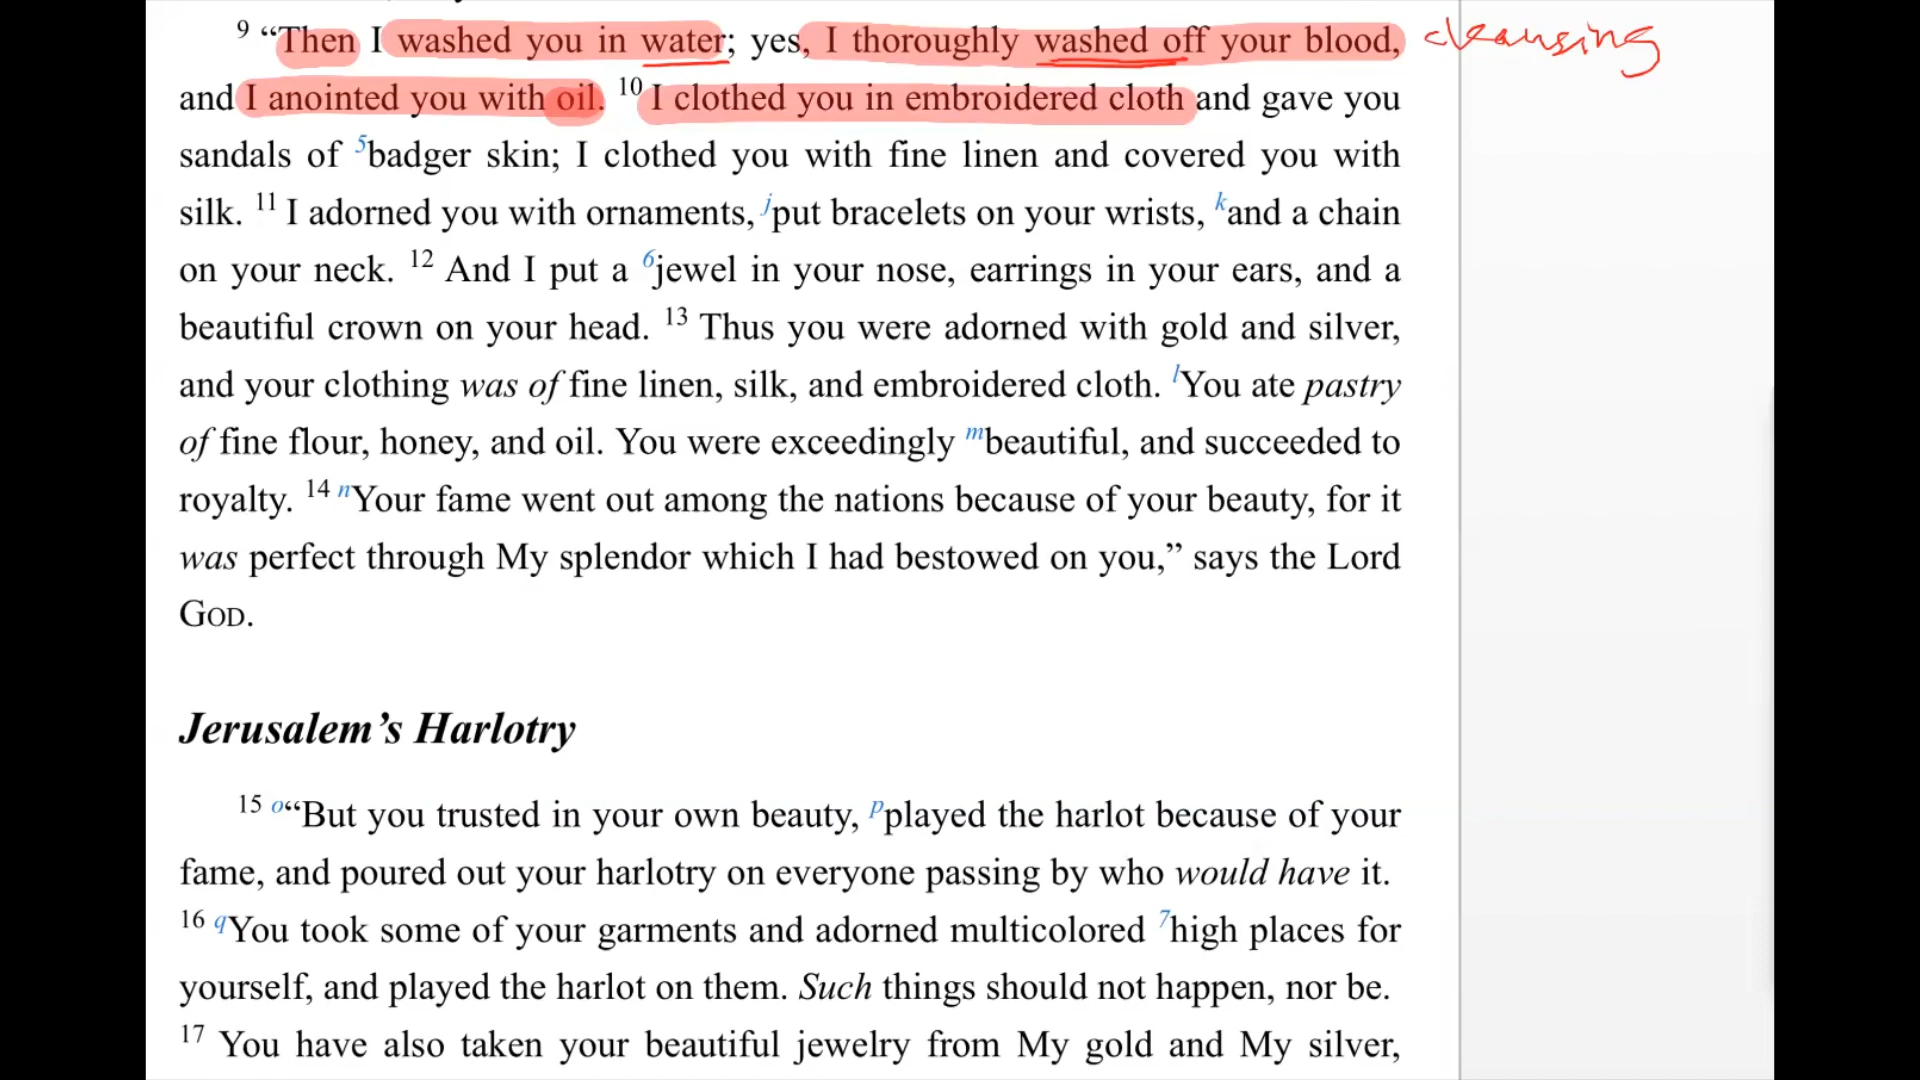 9 “Then I washed you in water; yes, I thoroughly washed off your blood, cleansing
and I anointed you with oil. 10 I clothed you in embroidered cloth and gave you
sandals of 5badger skin; I clothed you with fine linen and covered you with
silk. 11 I adorned you with ornaments, jput bracelets on your wrists, kand a chain
on your neck. 12 And I put a 6jewel in your nose, earrings in your ears, and a
beautiful crown on your head. 13 Thus you were adorned with gold and silver,
and your clothing was of fine linen, silk, and embroidered cloth. lYou ate pastry
of fine flour, honey, and oil. You were exceedingly mbeautiful, and succeeded to
royalty. 14 nYour fame went out among the nations because of your beauty, for it
was perfect through My splendor which I had bestowed on you,” says the Lord
GOD.
Jerusalem’s Harlotry
15 o“But you trusted in your own beauty, pplayed the harlot because of your
fame, and poured out your harlotry on everyone passing by who would have it.
16 qYou took some of your garments and adorned multicolored 7high places for
yourself, and played the harlot on them. Such things should not happen, nor be.
17 You have also taken your beautiful jewelry from My gold and My silver,